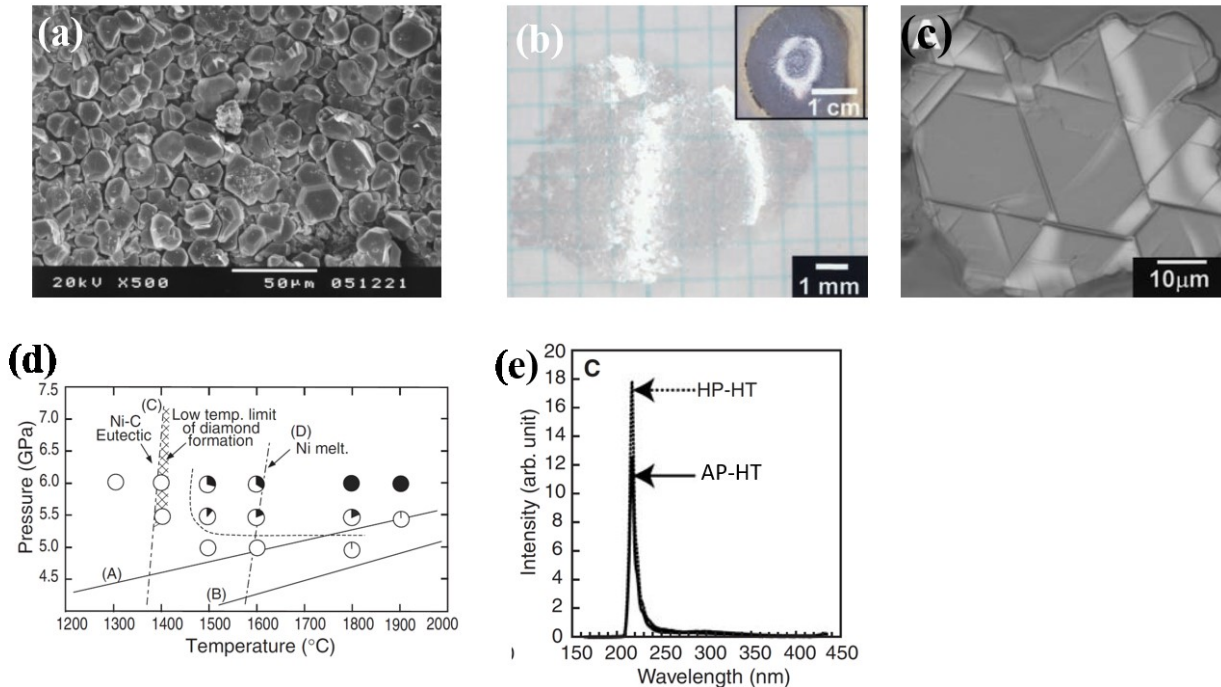 (a)
20kV X500 50μm 051221
(b)
1 cm
1 mm
(c)
A
10μm
(d)
7.5
7.0
6.5
6.0
5.5
5.0
4.5
Pressure (GPa)
(C)
Ni-C
Eutectic
Low temp. limit
of diamond
formation
(D)
Ni melt.
(A)
(B)
1200 1300 1400 1500 1600 1700 1800 1900 2000
Temperature (°C)
(e)
C
20
18
16
14
12
10
8
6
4
2
0
Intensity (arb. unit)
HP-HT
AP-HT
150 200 250 300 350 400 450
Wavelength (nm)